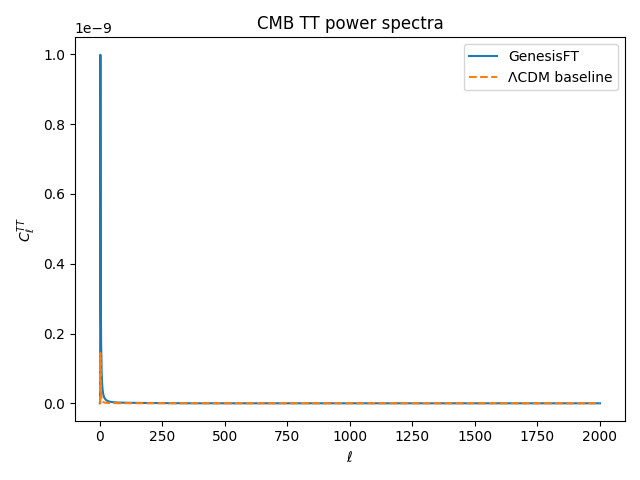 CMB TT power spectra
1e−9
GenesisFT
ΛCDM baseline
1.0
0.8
0.6
0.4
0.2
0.0
C_ℓ^{TT}
0 250 500 750 1000 1250 1500 1750 2000
ℓ